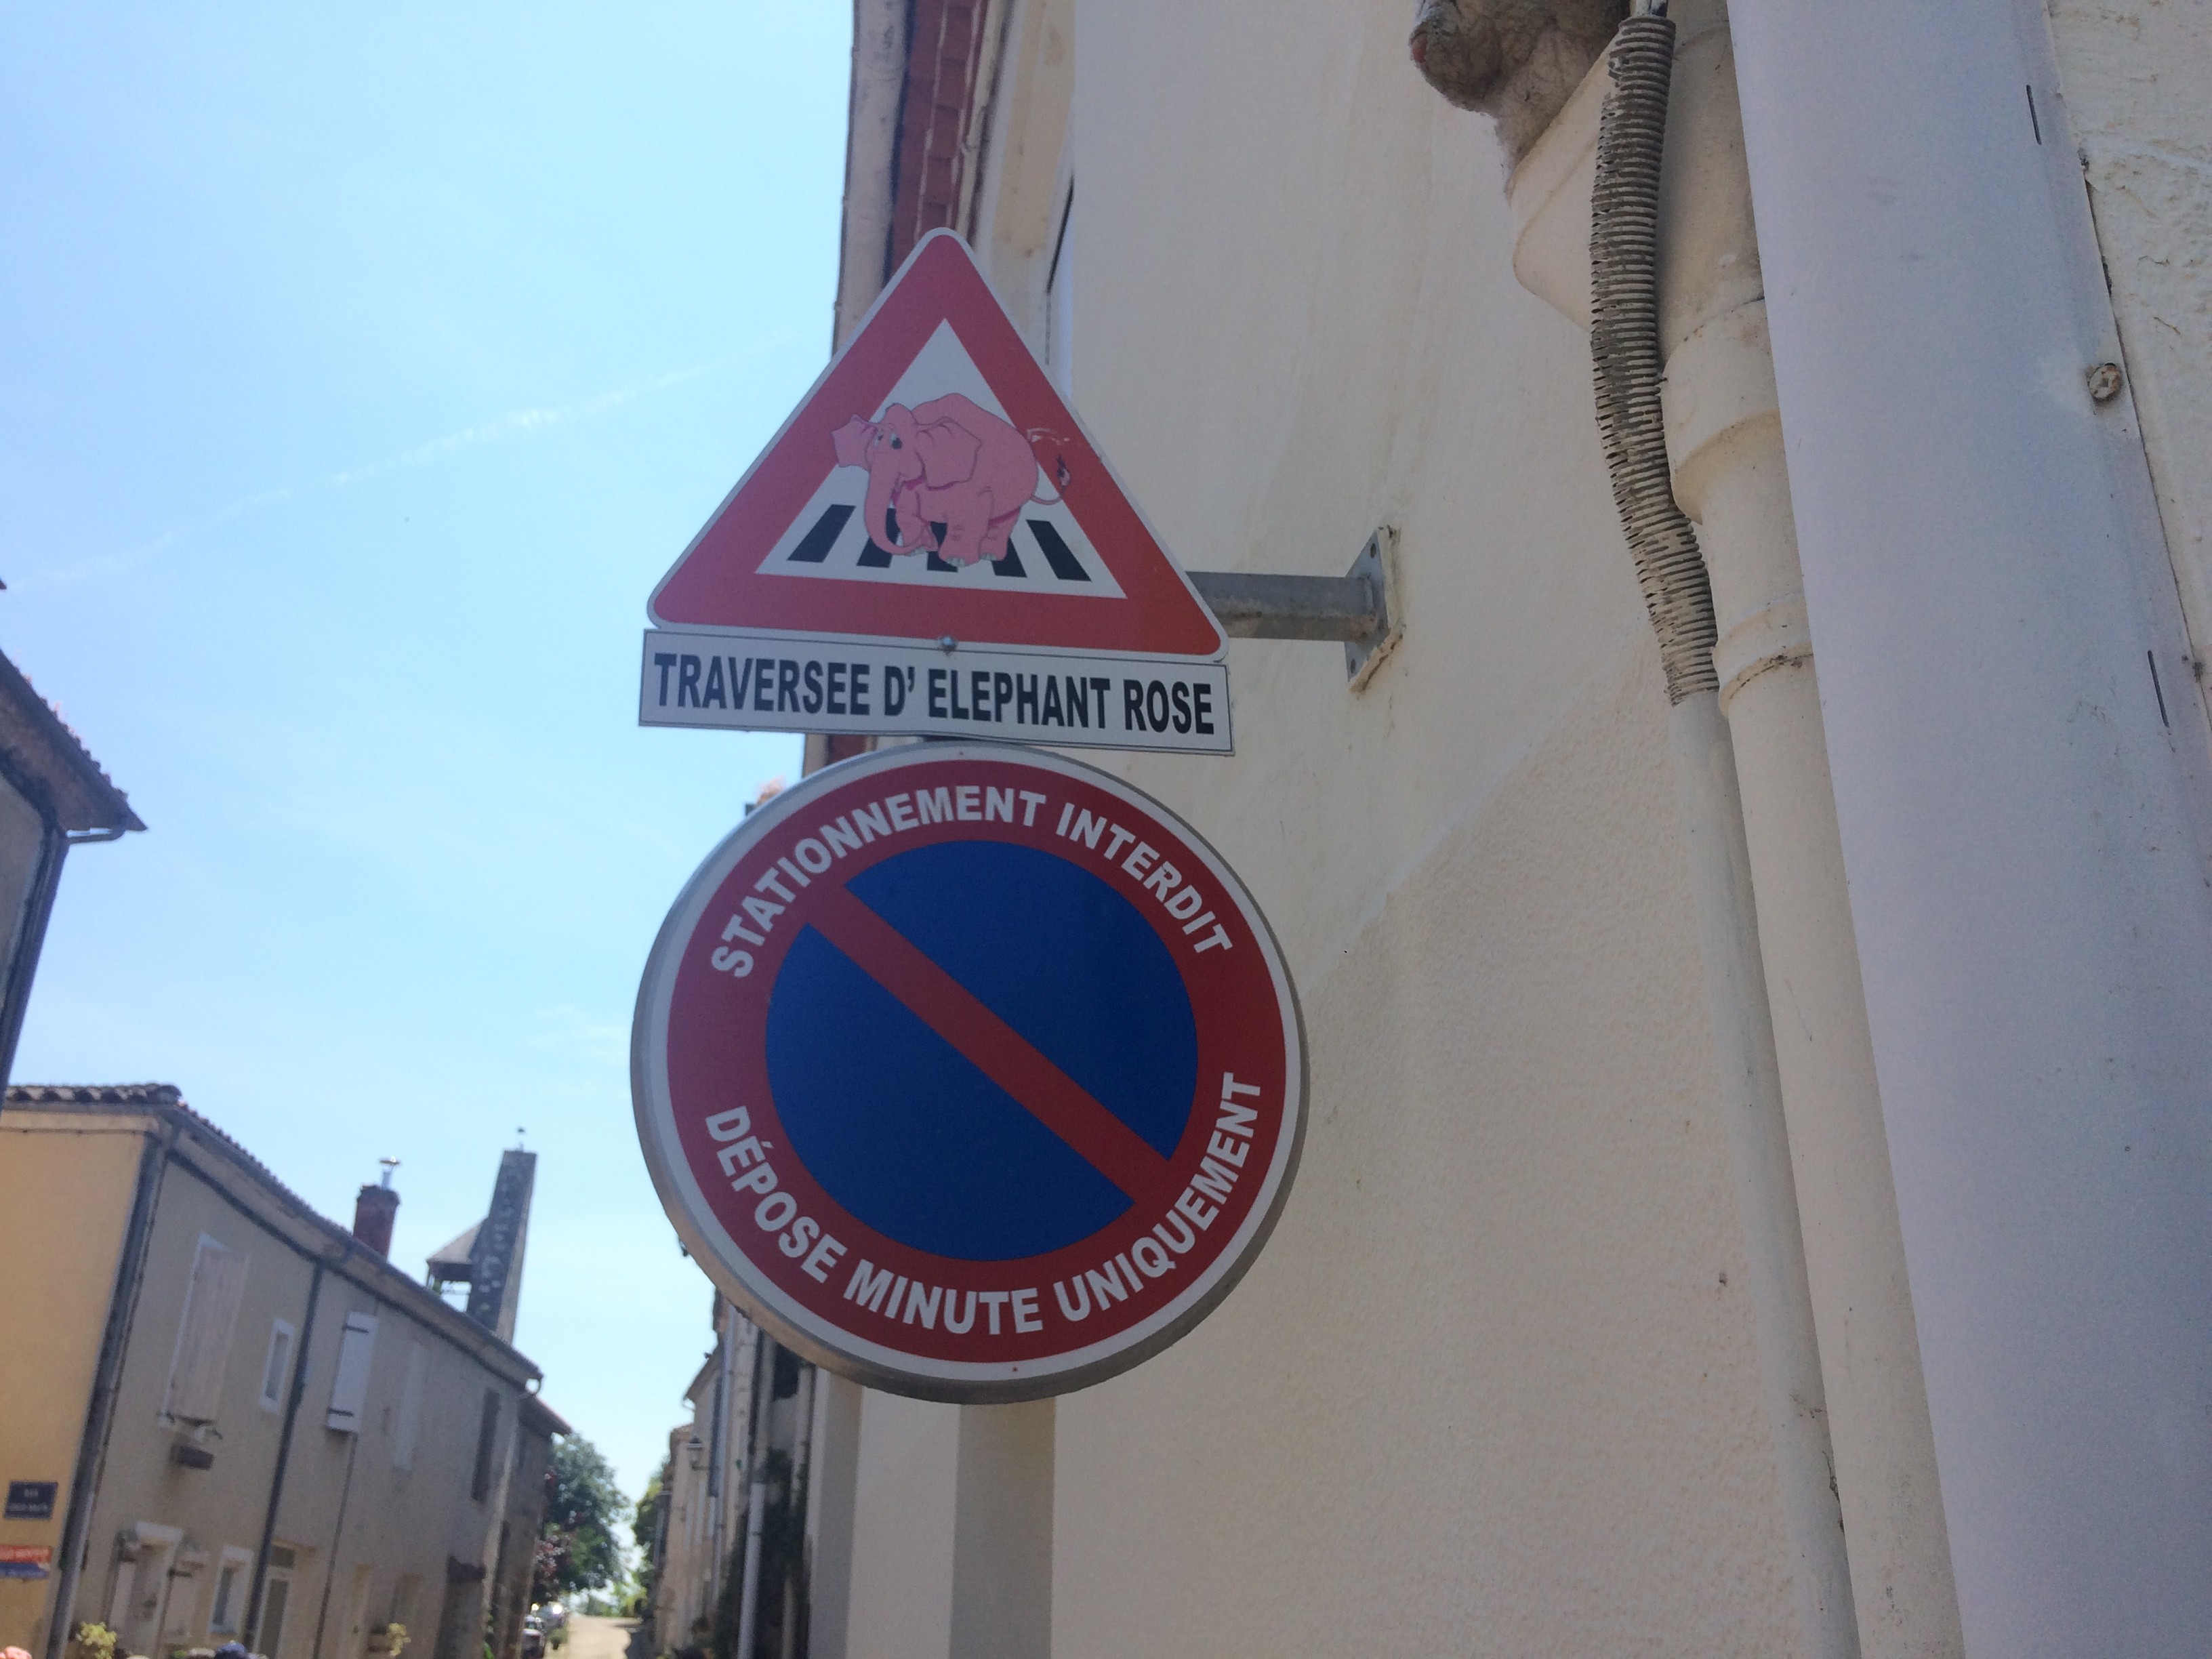 TRAVERSEE D' ELEPHANT ROSE
STATIONNEMENT INTERDIT
DÉPOSE MINUTE UNIQUEMENT